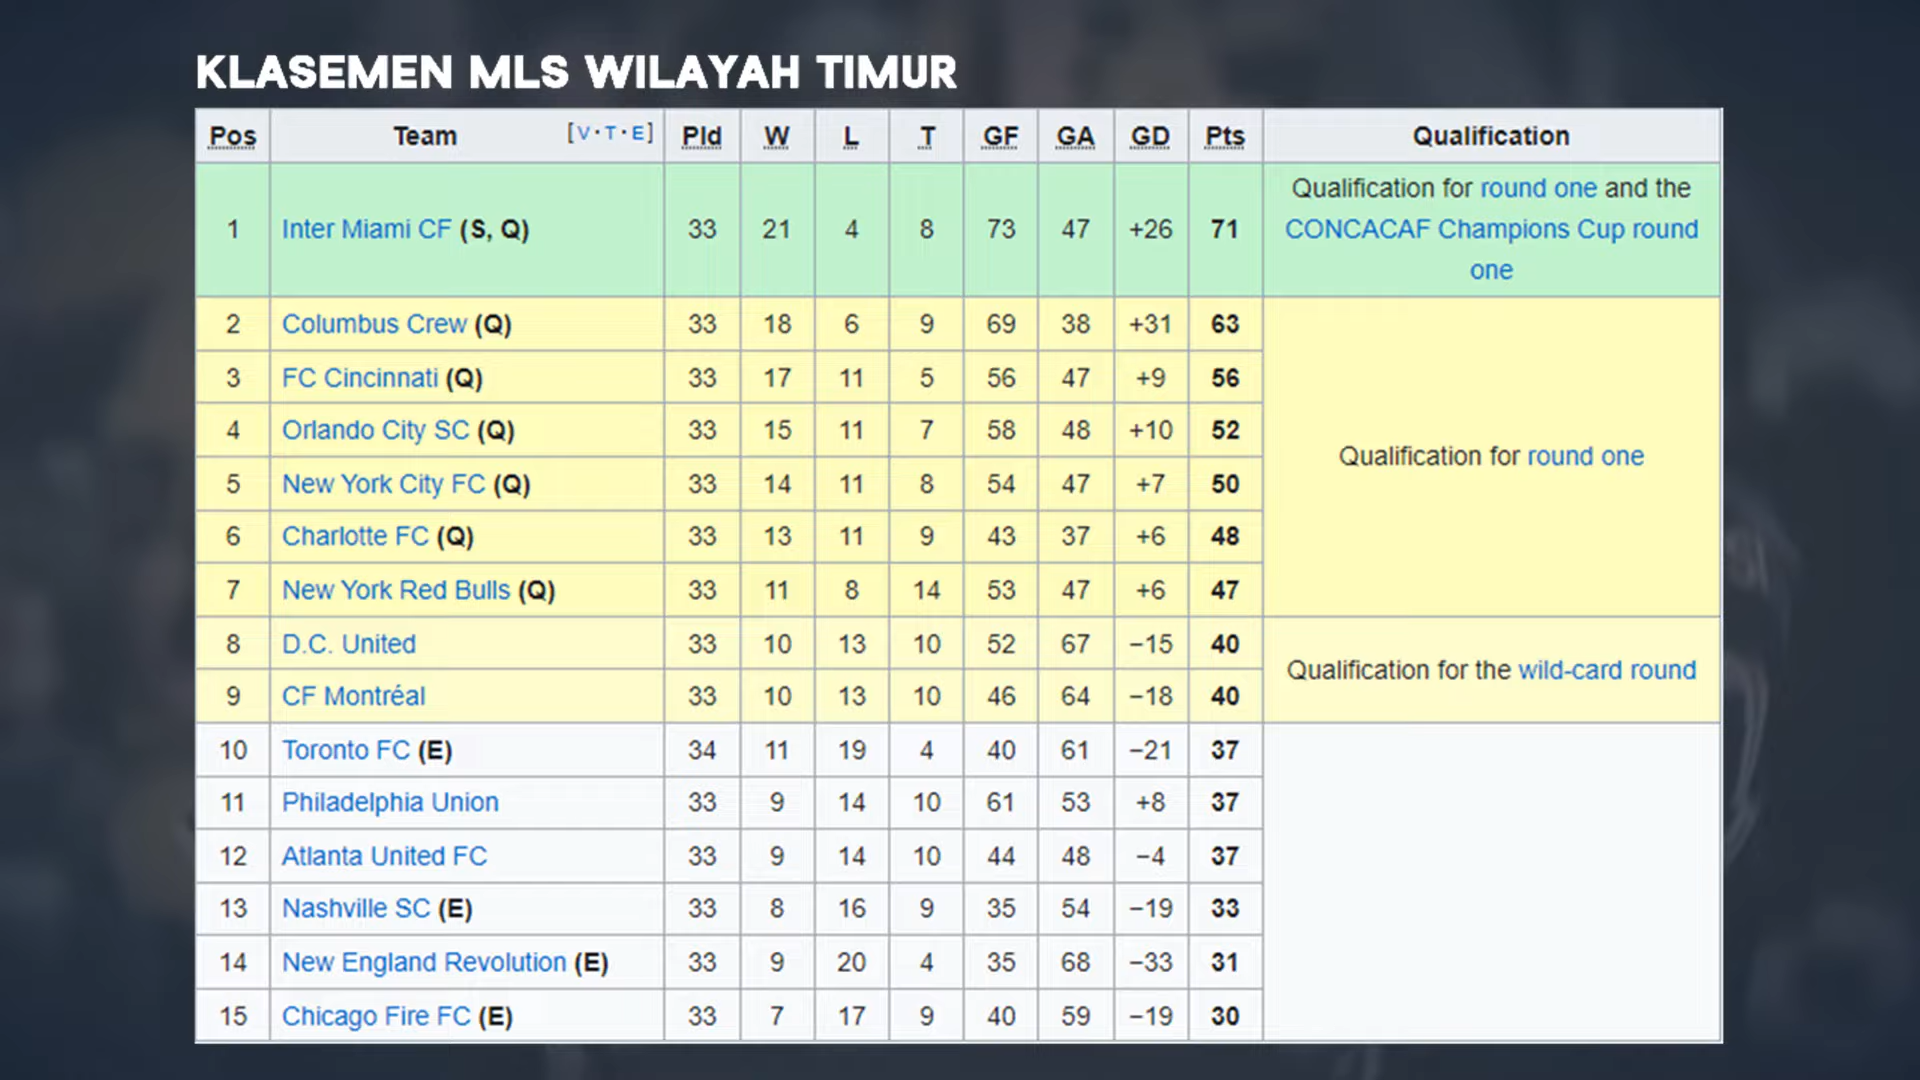 KLASEMEN MLS WILAYAH TIMUR
Pos Team [V·T·E] Pld W L T GF GA GD Pts Qualification
1 Inter Miami CF (S, Q) 33 21 4 8 73 47 +26 71 Qualification for round one and the
CONCACAF Champions Cup round
one
2 Columbus Crew (Q) 33 18 6 9 69 38 +31 63
3 FC Cincinnati (Q) 33 17 11 5 56 47 +9 56
4 Orlando City SC (Q) 33 15 11 7 58 48 +10 52
Qualification for round one
5 New York City FC (Q) 33 14 11 8 54 47 +7 50
6 Charlotte FC (Q) 33 13 11 9 43 37 +6 48
7 New York Red Bulls (Q) 33 11 8 14 53 47 +6 47
8 D.C. United 33 10 13 10 52 67 −15 40
Qualification for the wild-card round
9 CF Montréal 33 10 13 10 46 64 −18 40
10 Toronto FC (E) 34 11 19 4 40 61 −21 37
11 Philadelphia Union 33 9 14 10 61 53 +8 37
12 Atlanta United FC 33 9 14 10 44 48 −4 37
13 Nashville SC (E) 33 8 16 9 35 54 −19 33
14 New England Revolution (E) 33 9 20 4 35 68 −33 31
15 Chicago Fire FC (E) 33 7 17 9 40 59 −19 30